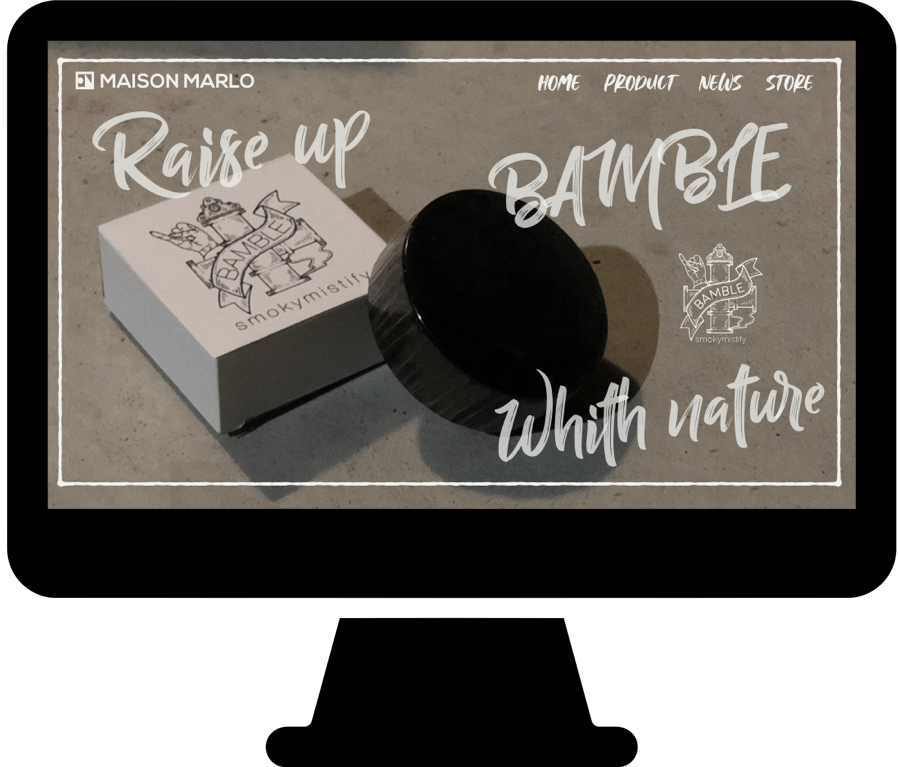 MAISON MARLO
HOME PRODUCT NEWS STORE
Raise up
BAMBLE
BAMBLE
smokymistify
BAMBLE
smokymistify
Whith nature